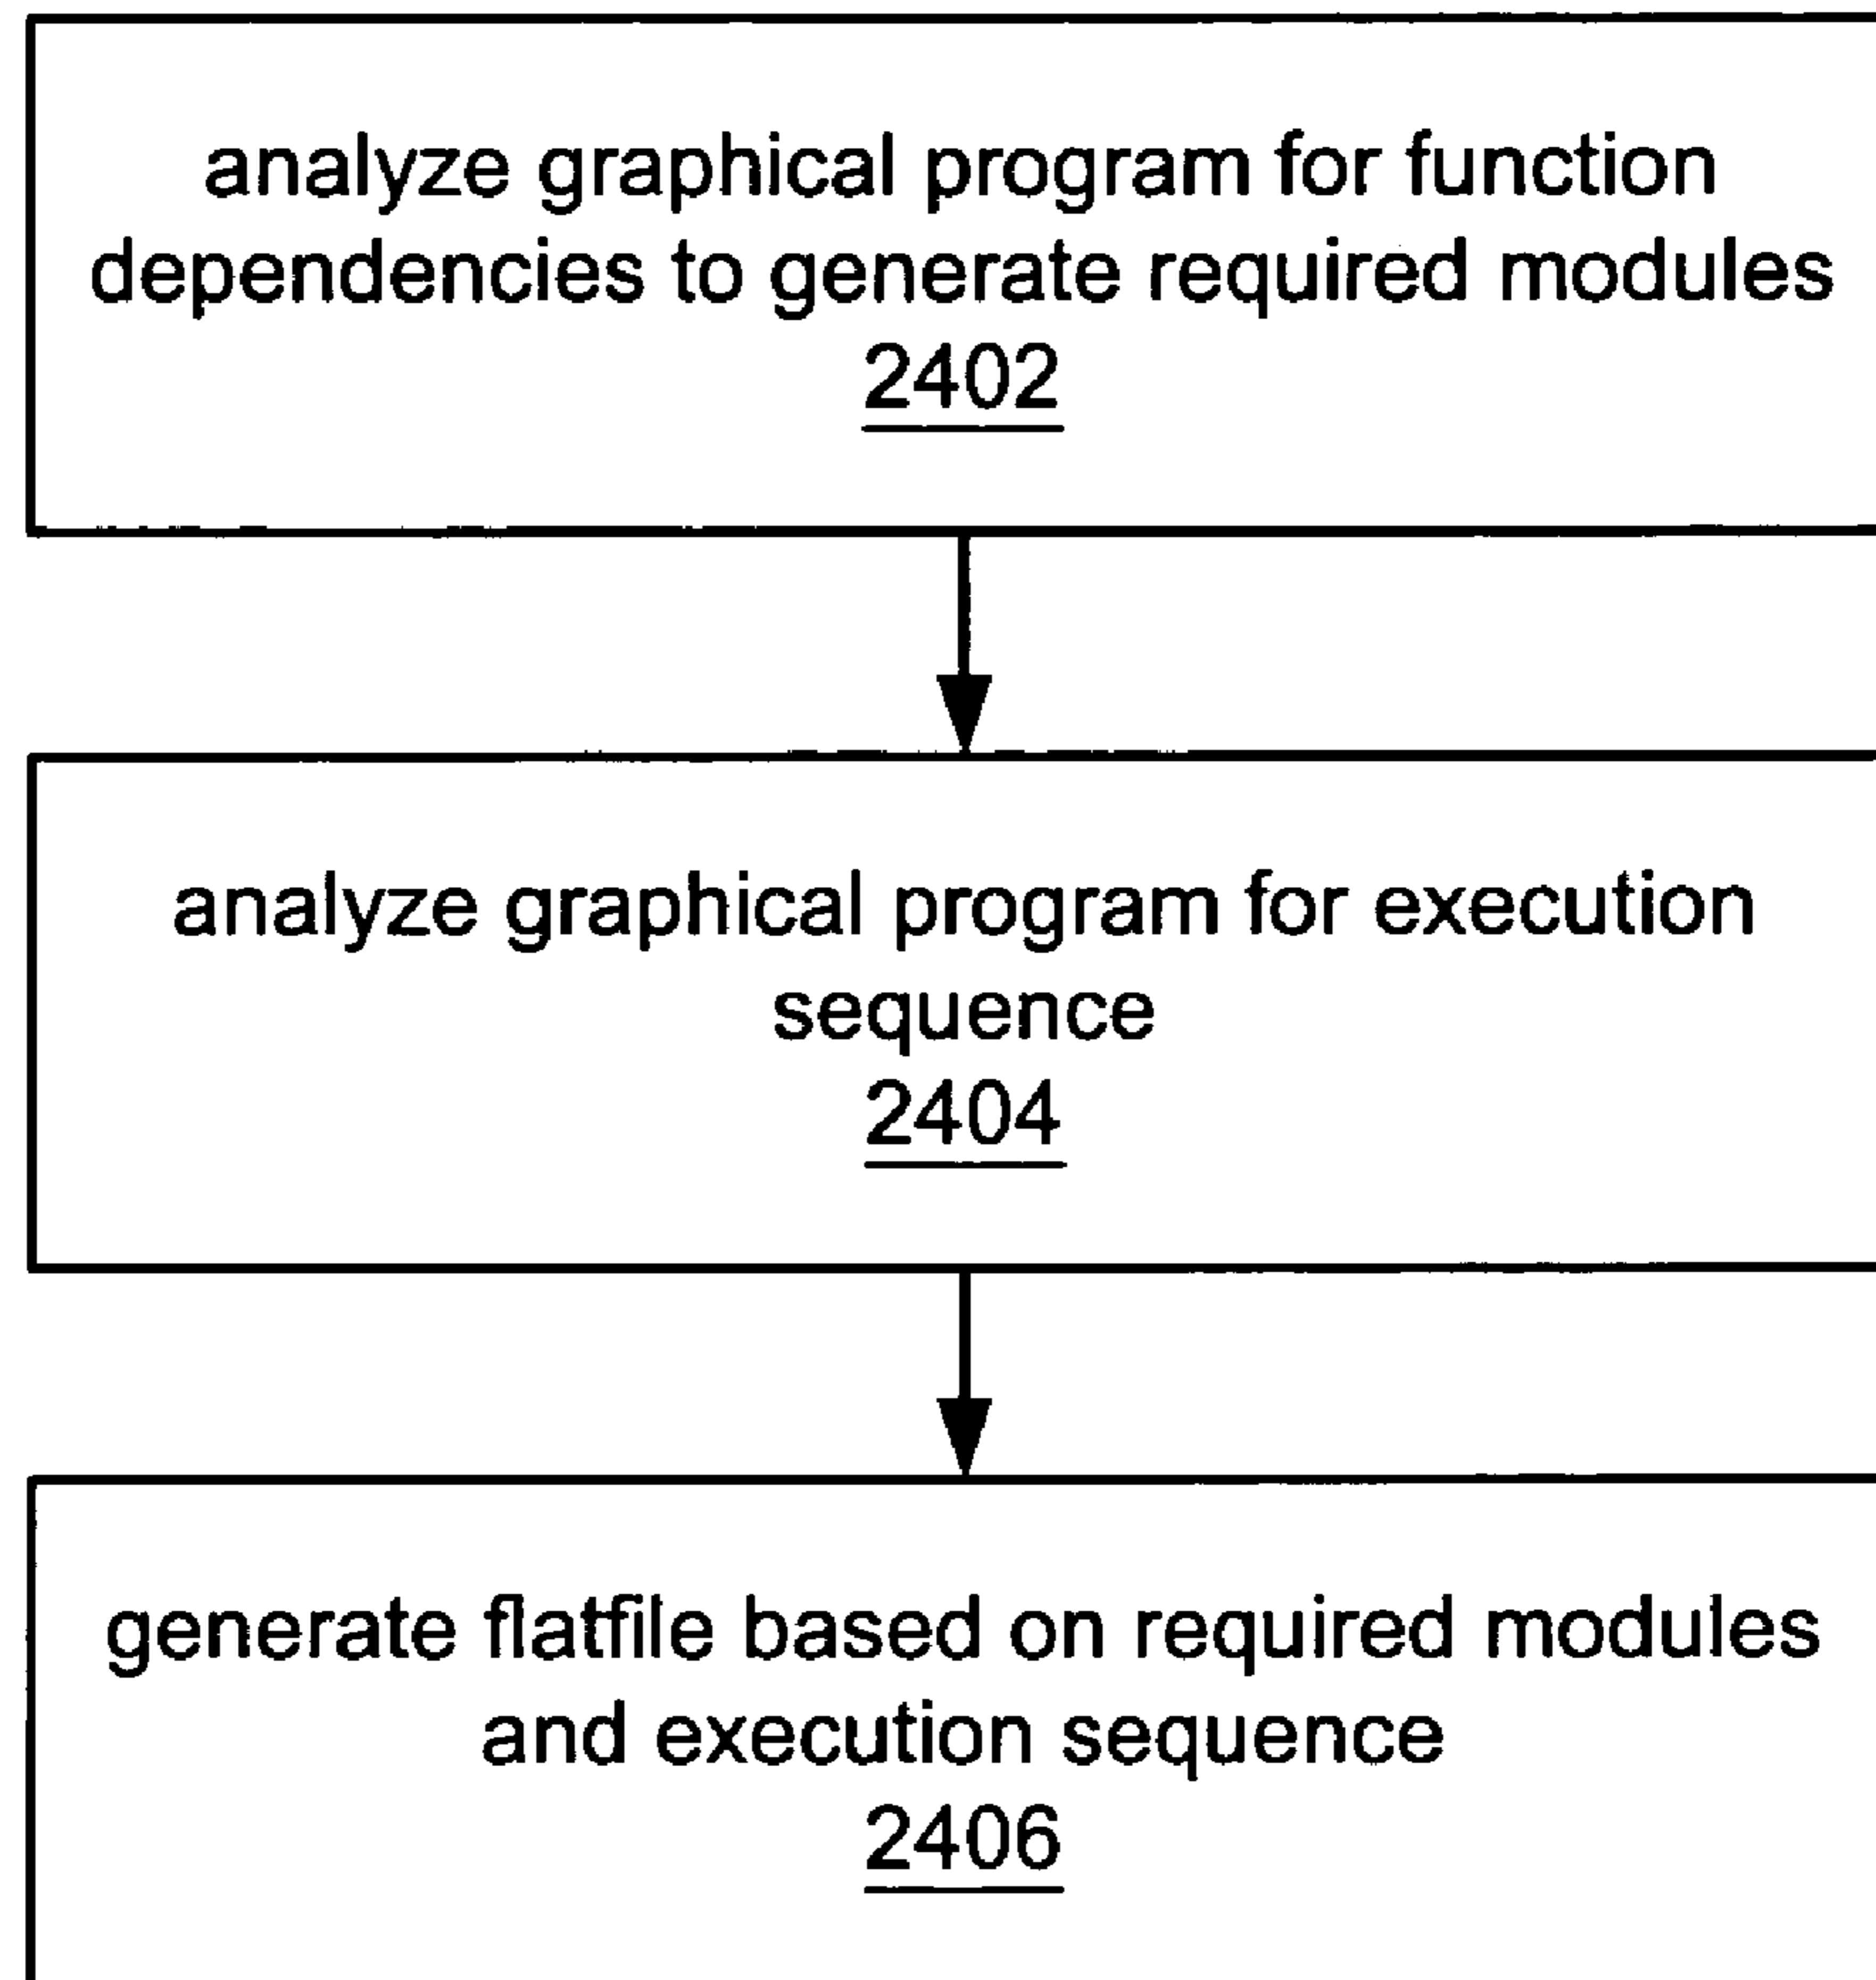 analyze graphical program for function
dependencies to generate required modules
2402
analyze graphical program for execution
sequence
2404
generate flatfile based on required modules
and execution sequence
2406